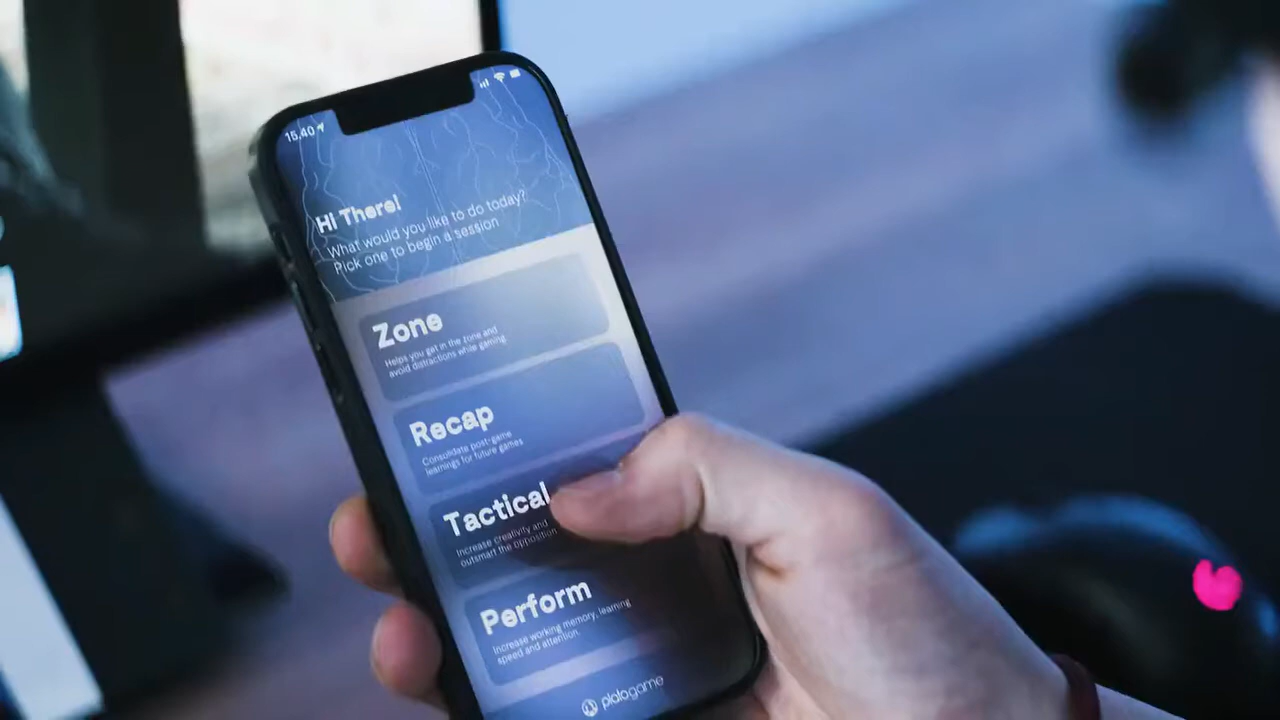 15.40
Hi There!
What would you like to do today?
Pick one to begin a session
Zone
Helps you get in the zone and
avoid distractions while gaming.
Recap
Consolidate post-game
learnings for future games
Tactical
Increase creativity and
outsmart the opposition
Perform
Increase working memory, learning
speed and attention.
platogame